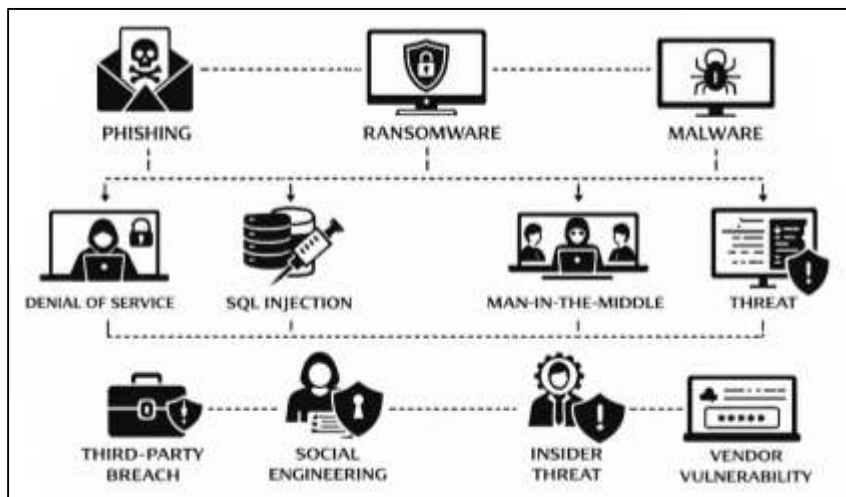 PHISHING
RANSOMWARE
MALWARE
DENIAL OF SERVICE
SQL INJECTION
MAN-IN-THE-MIDDLE
THREAT
THIRD-PARTY
BREACH
SOCIAL
ENGINEERING
INSIDER
THREAT
VENDOR
VULNERABILITY